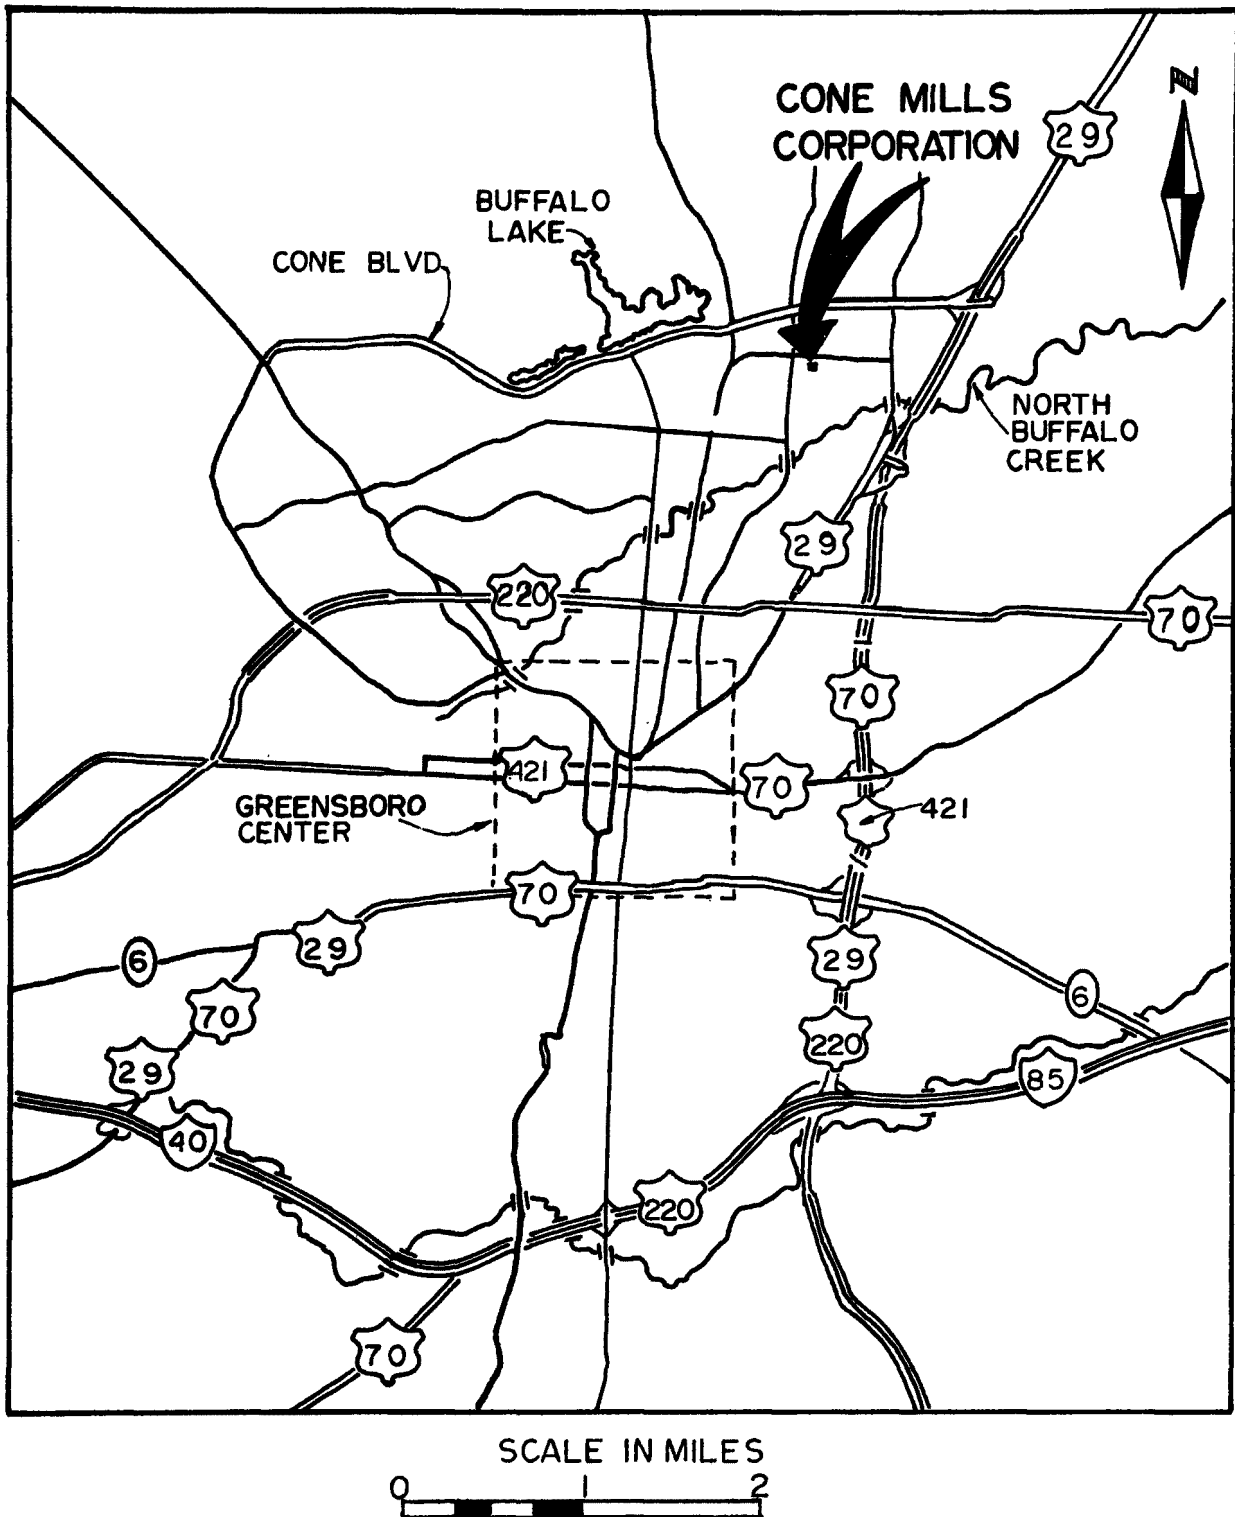 N
CONE MILLS
CORPORATION
29
BUFFALO
LAKE
CONE BLVD.
NORTH
BUFFALO
CREEK
29
220
70
70
421
70
GREENSBORO
CENTER
421
70
29
29
6
6
70
220
29
85
40
220
70
SCALE IN MILES
0 1 2